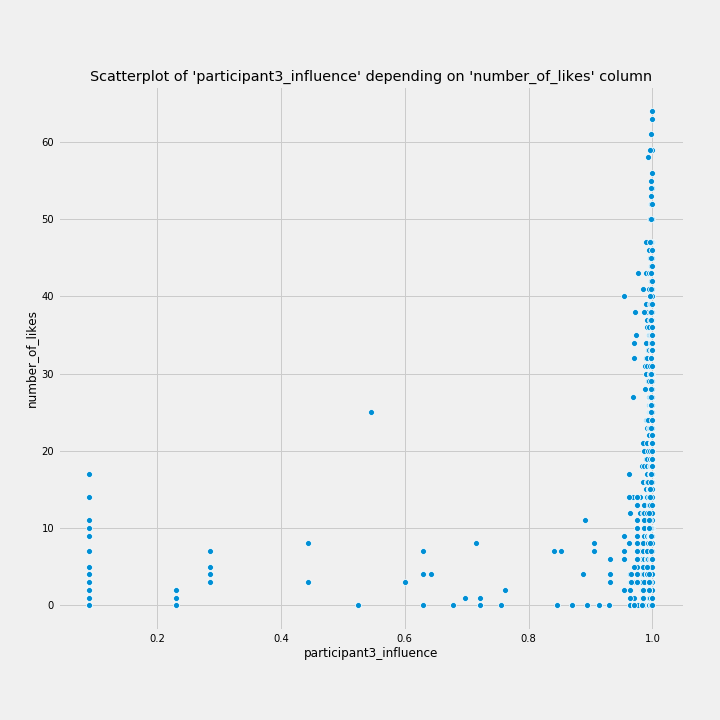 Scatterplot of 'participant3_influence' depending on 'number_of_likes' column
60
50
40
30
20
10
0
number_of_likes
0.2 0.4 0.6 0.8 1.0
participant3_influence